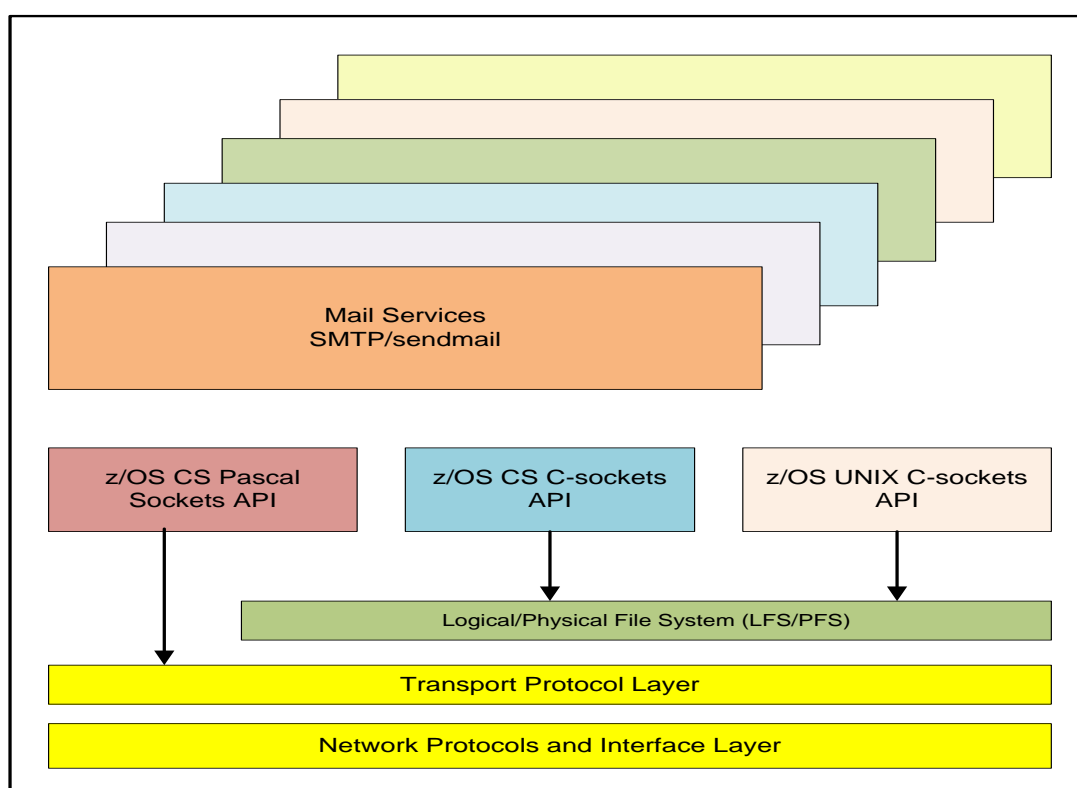 Mail Services
SMTP/sendmail
z/OS CS Pascal
Sockets API
z/OS CS C-sockets
API
z/OS UNIX C-sockets
API
Logical/Physical File System (LFS/PFS)
Transport Protocol Layer
Network Protocols and Interface Layer